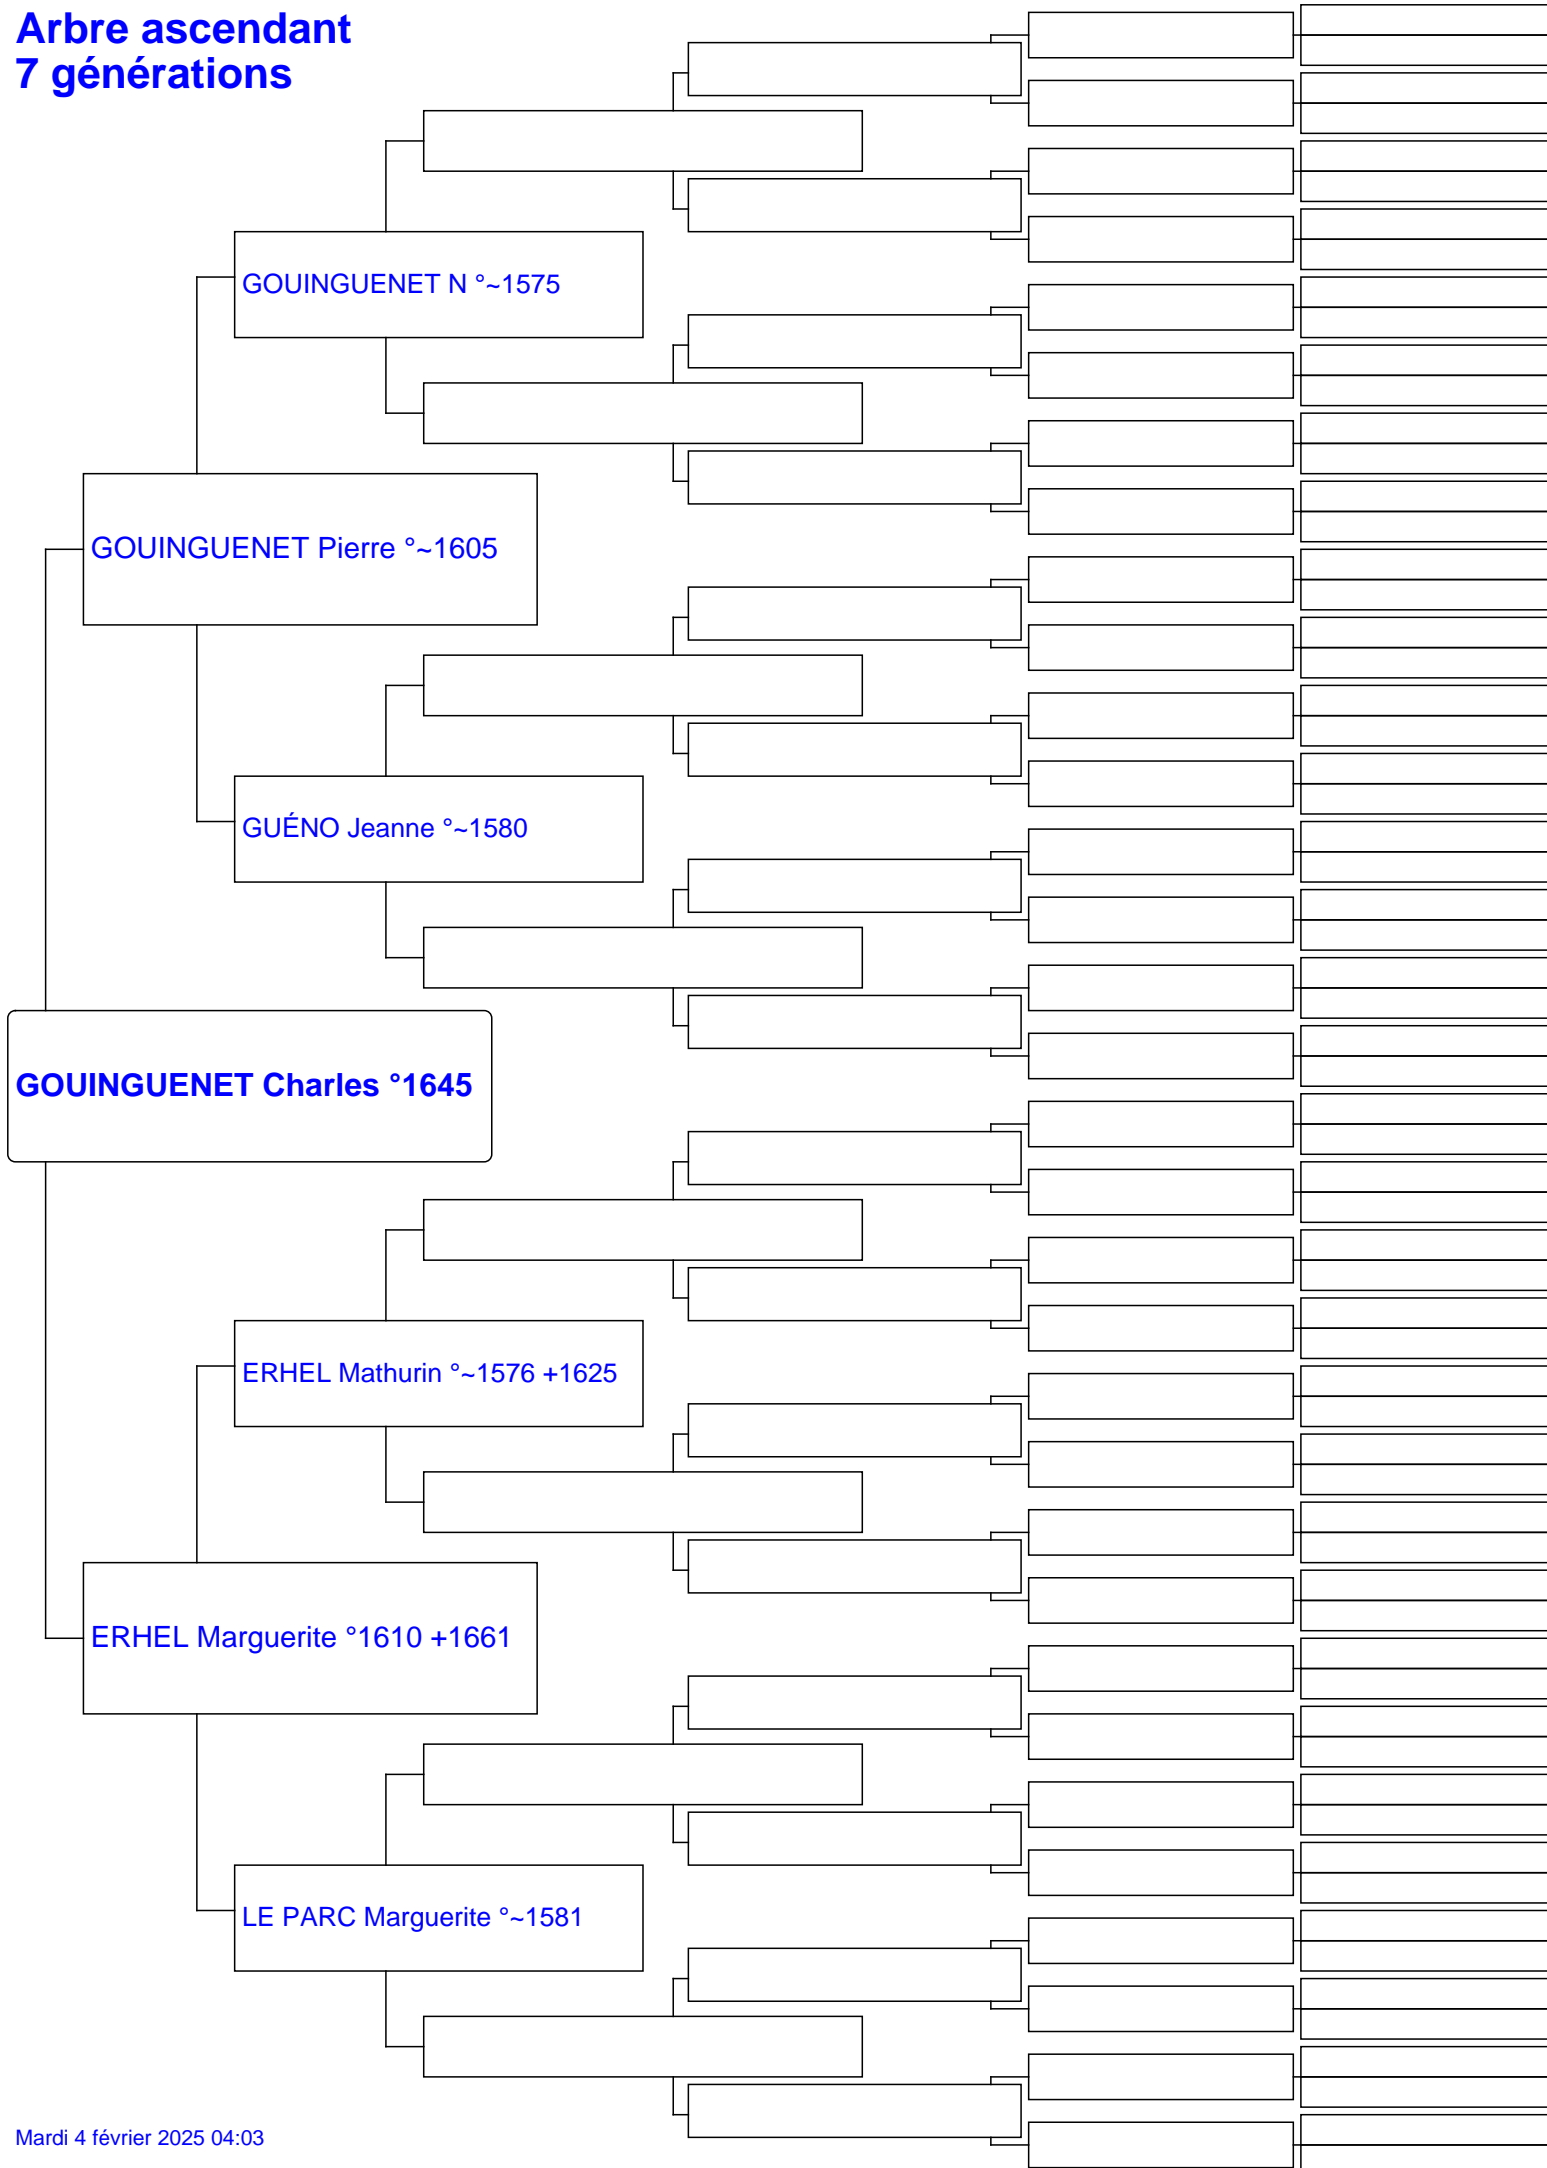 Arbre ascendant
7 générations
GOUINGUENET N °~1575
GOUINGUENET Pierre °~1605
GUÉNO Jeanne °~1580
GOUINGUENET Charles °1645
ERHEL Mathurin °~1576 +1625
ERHEL Marguerite °1610 +1661
LE PARC Marguerite °~1581
Mardi 4 février 2025 04:03